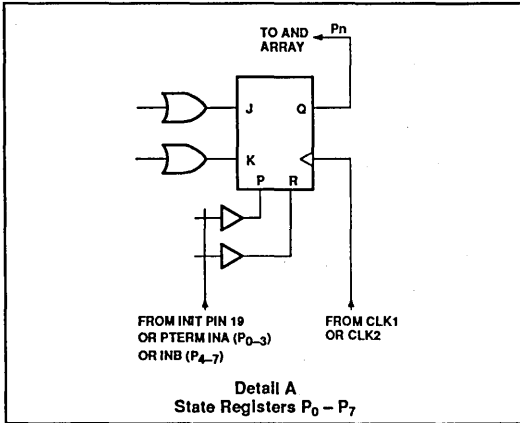 TO AND
ARRAY
Pn
J
Q
K
P
R
FROM INIT PIN 19
OR PTERM INA (P0–3)
OR INB (P4–7)
FROM CLK1
OR CLK2
Detail A
State Registers P0 – P7